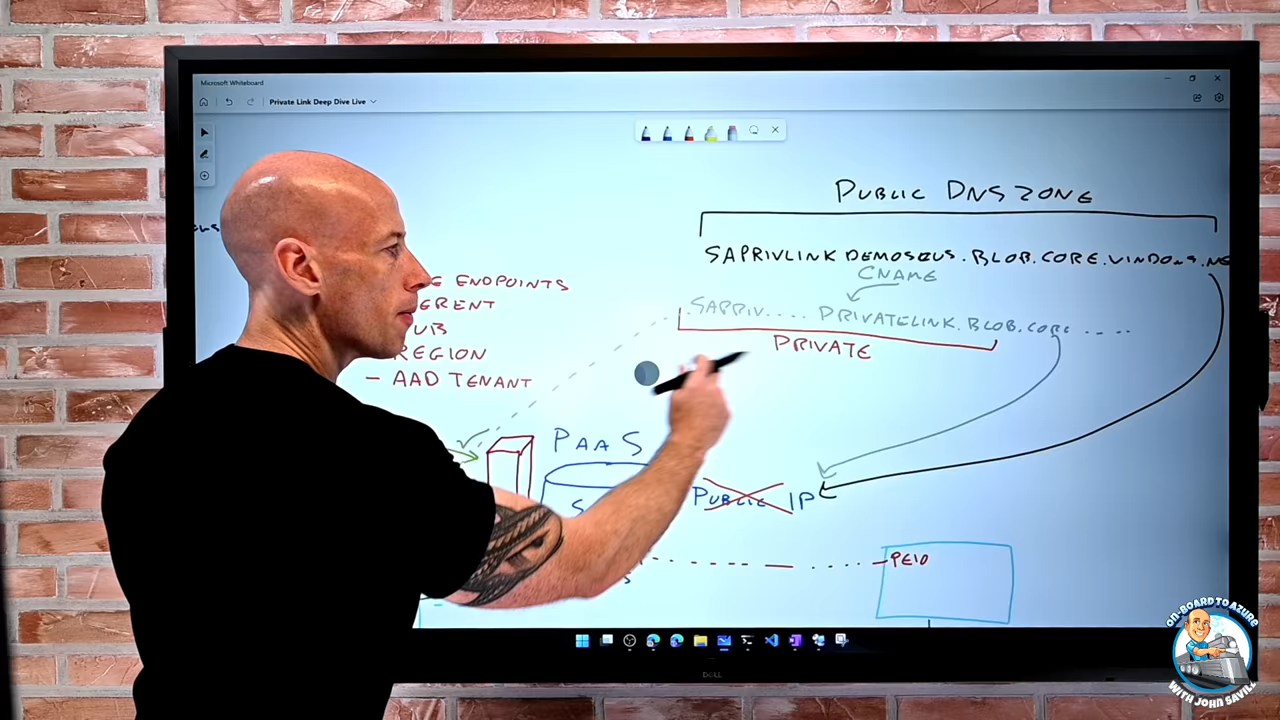 Microsoft Whiteboard
Private Link Deep Dive Live
PUBLIC DNS ZONE
SAPRIVLINKDEMOSEUS.BLOB.CORE.WINDOWS.NE
CNAME
SAPRIV.... PRIVATELINK.BLOB.CORE ....
PRIVATE
ENDPOINTS
ERENT
UB
REGION
- AAD TENANT
PAAS
S
PUBLIC IP
PEIO
DELL
ON-BOARD TO AZURE
WITH JOHN SAVILL